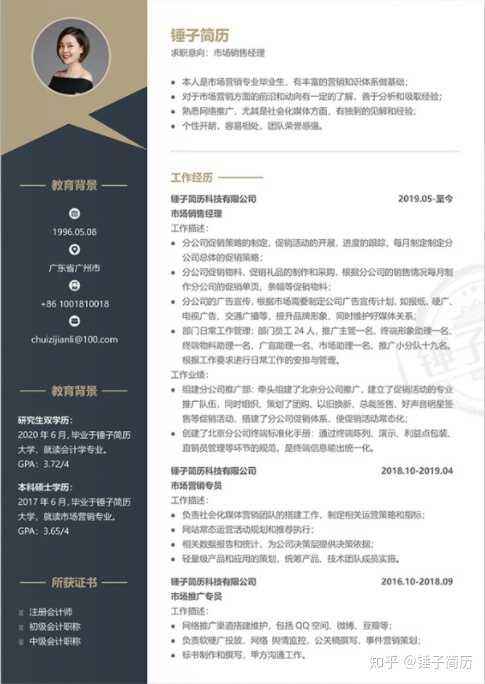 锤子简历
求职意向：市场销售经理
本人是市场营销专业毕业生，有丰富的营销知识体系做基础；
对于市场营销方面的前沿和动向有一定的了解，善于分析和吸取经验；
熟悉网络推广，尤其是社会化媒体方面，有独到的见解和经验；
个性开朗，容易相处，团队荣誉感强。
教育背景
1996.05.08
广东省广州市
+86 1001810018
chuizijianli@100.com
教育背景
研究生双学历：
2020 年 6 月，毕业于锤子简历
大学，就读会计学专业。
GPA：3.72/4
本科硕士学历：
2017 年 6 月，毕业于锤子简历
大学，就读市场营销专业。
GPA：3.65/4
所获证书
注册会计师
初级会计职称
中级会计职称
工作经历
锤子简历科技有限公司 2019.05-至今
市场销售经理
工作描述：
分公司促销策略的制定，促销活动的开展，进度的跟踪，每月制定制定分
公司总体的促销策略；
分公司促销物料、促销礼品的制作和采购，根据分公司的销售情况每月制
作分公司的促销单页，条幅等促销物料；
分公司的广告宣传，根据市场需要制定公司广告宣传计划，如报纸、硬广、
电视广告、交通广播等，提升品牌形象，同时维护好媒体关系；
部门日常工作管理：部门员工 24 人，推广主管一名、终端形象助理一名、
终端物料助理一名、广宣助理一名、市场助理一名、推广小分队十九名。
根据工作要求进行日常工作的安排与管理。
工作业绩：
组建分公司推广部：牵头组建了北京分公司推广，建立了促销活动的专业
推广队伍，同时组织、策划了团购、以旧换新、总裁签售、好声音明星签
售等促销活动，搭建了分公司促销体系，使促销活动常态化；
创建了北京分公司终端标准化手册：通过终端陈列、演示、利益点包装、
直销员管理等环节的规范，是终端信息输出统一化。
锤子简历科技有限公司 2018.10-2019.04
市场营销专员
工作描述：
负责社会化媒体营销团队的搭建工作，制定相关运营策略和指标；
网站常态运营活动规划和推荐执行；
相关数据报告和统计，为公司决策层提供决策依据；
轻量级产品和应用的策划，统筹产品、技术团队成员实施。
锤子简历科技有限公司 2016.10-2018.09
市场推广专员
工作描述：
网络推广渠道搭建维护，包括 QQ 空间、微博、豆瓣等；
负责软硬广投放，网络 舆情监控，公关稿撰写，事件营销策划；
标书制作和撰写，甲方沟通工作。
锤子简历
知乎 @锤子简历